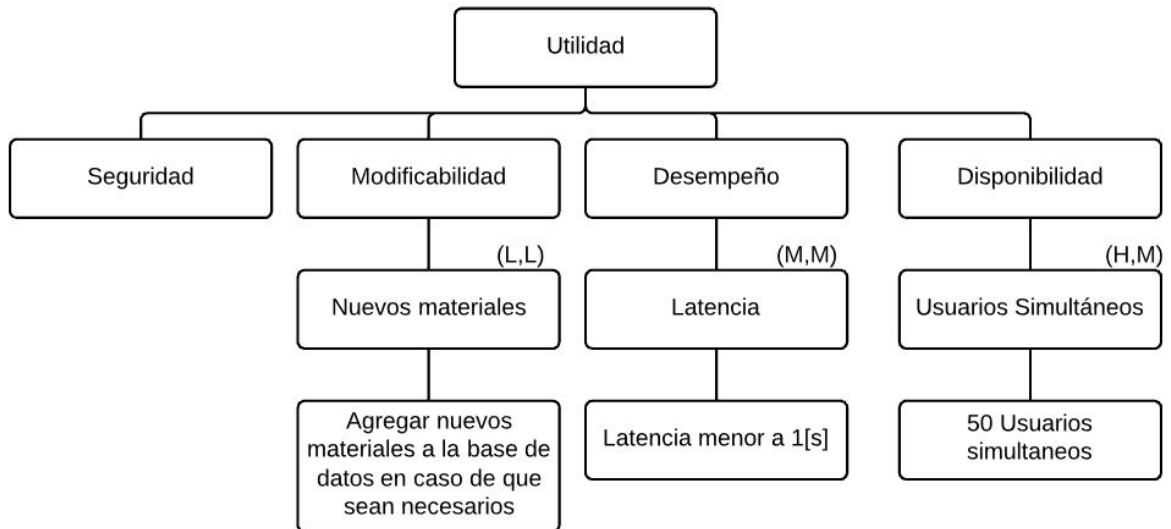 Utilidad
Seguridad
Modificabilidad
Desempeño
Disponibilidad
(L,L)
(M,M)
(H,M)
Nuevos materiales
Latencia
Usuarios Simultáneos
Agregar nuevos
materiales a la base de
datos en caso de que
sean necesarios
Latencia menor a 1[s]
50 Usuarios
simultaneos